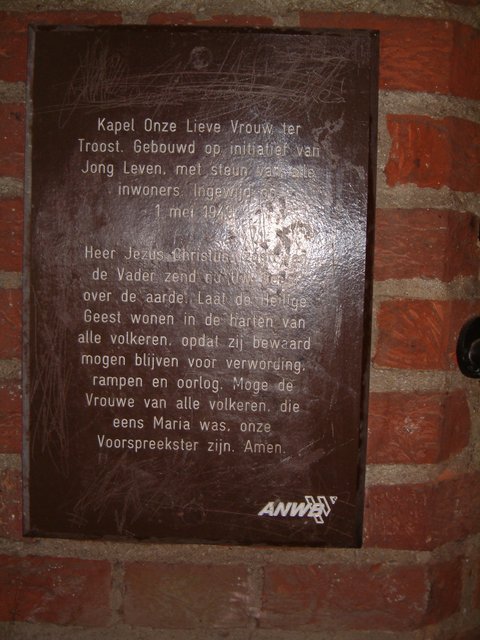 Kapel Onze Lieve Vrouw ter
Troost. Gebouwd op initiatief van
Jong Leven, met steun van alle
inwoners. Ingewijd op
1 mei 194
Heer Jezus Christus,
de Vader zend nu Uw
over de aarde. Laat de Heilige
Geest wonen in de harten van
alle volkeren, opdat zij bewaard
mogen blijven voor verwording,
rampen en oorlog. Moge de
Vrouwe van alle volkeren, die
eens Maria was, onze
Voorspreekster zijn. Amen.
ANWB